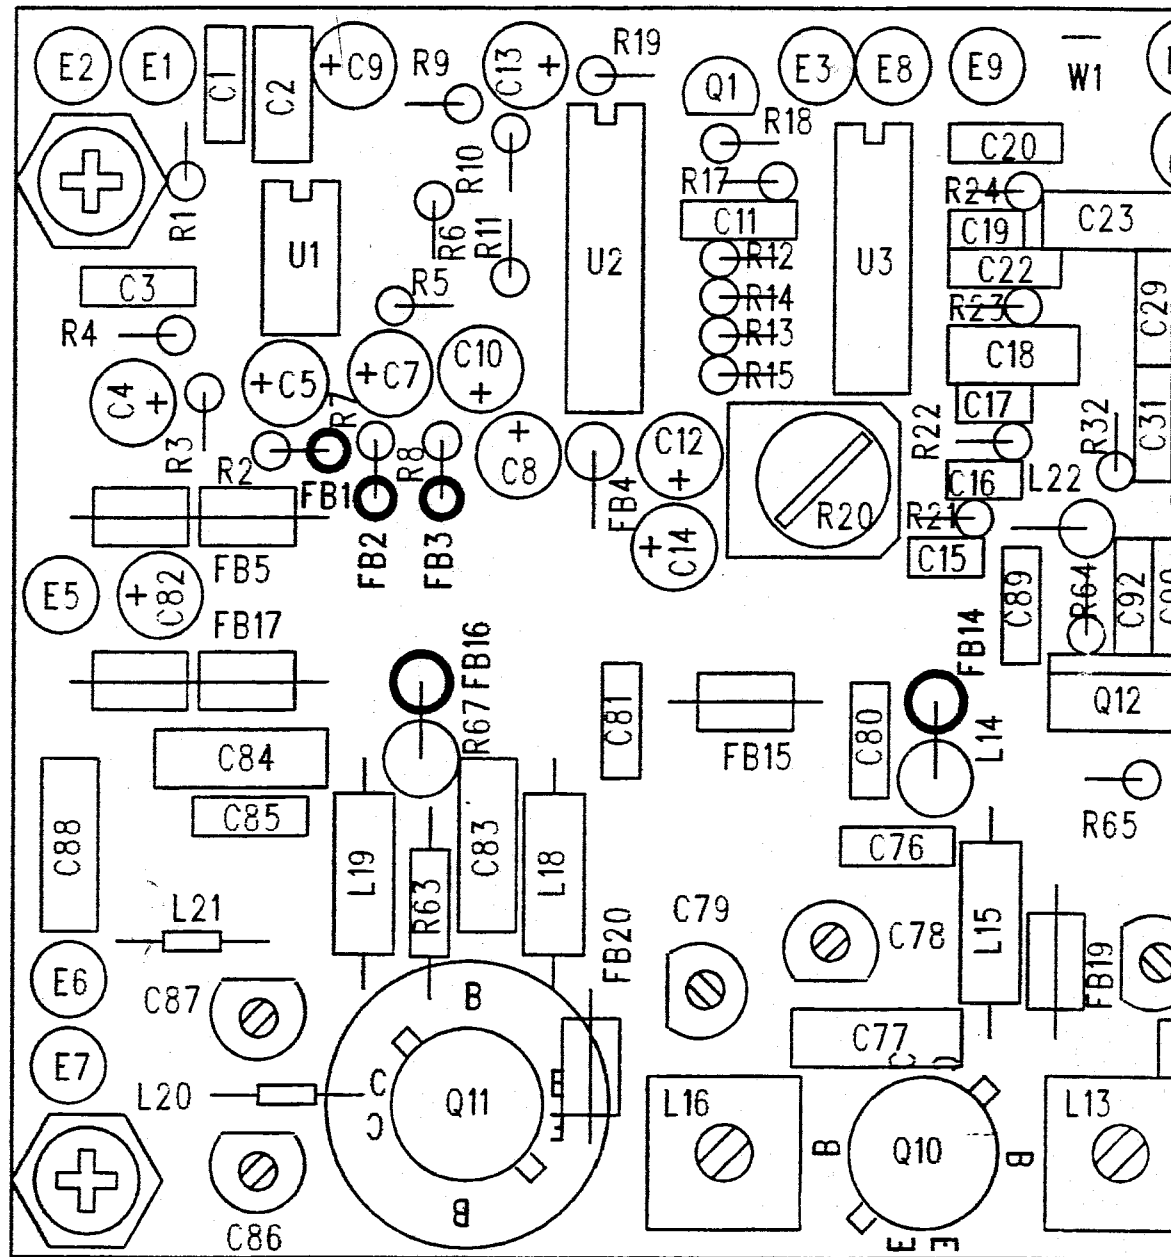 E2
E1
C1
C2
+C9
R9
C13 +
R19
Q1
E3
E8
E9
W1
R18
C20
R10
R17
R24
R1
R6
R11
C11
C19
C23
U1
U2
R12
U3
C22
C3
R5
R14
R23
C29
R4
R13
C18
C10
+
+C5
+C7
R15
C4 +
R7
C17
C31
R3
R2
R8
+
C8
C12
+
R22
R32
FB1
FB4
C16
L22
R20
R21
FB2
FB3
+
C14
C15
FB5
E5
+
C82
C89
R64
C92
FB17
FB16
FB14
R67
C81
C80
Q12
L14
C84
FB15
C85
R65
C88
L19
R63
C83
L18
C76
L21
C79
C78
L15
FB20
FB19
E6
C87
B
C77
E7
L20
C
Q11
E
L16
L13
C
E
B
Q10
B
C86
B
E
E